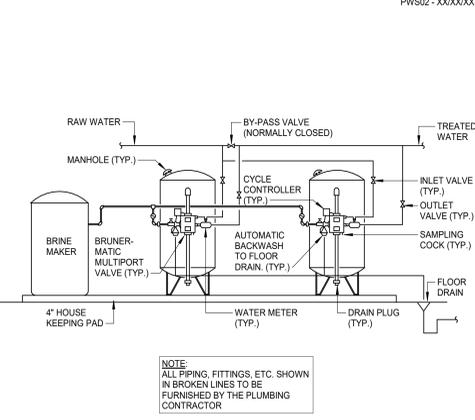 PWS02 - XX/XX/XX
RAW WATER
BY-PASS VALVE
(NORMALLY CLOSED)
TREATED
WATER
MANHOLE (TYP.)
CYCLE
CONTROLLER
(TYP.)
INLET VALVE
(TYP.)
OUTLET
VALVE (TYP.)
BRINE
MAKER
BRUNER-
MATIC
MULTIPORT
VALVE (TYP.)
AUTOMATIC
BACKWASH
TO FLOOR
DRAIN. (TYP.)
SAMPLING
COCK (TYP.)
FLOOR
DRAIN
4" HOUSE
KEEPING PAD
WATER METER
(TYP.)
DRAIN PLUG
(TYP.)
NOTE:
ALL PIPING, FITTINGS, ETC. SHOWN
IN BROKEN LINES TO BE
FURNISHED BY THE PLUMBING
CONTRACTOR